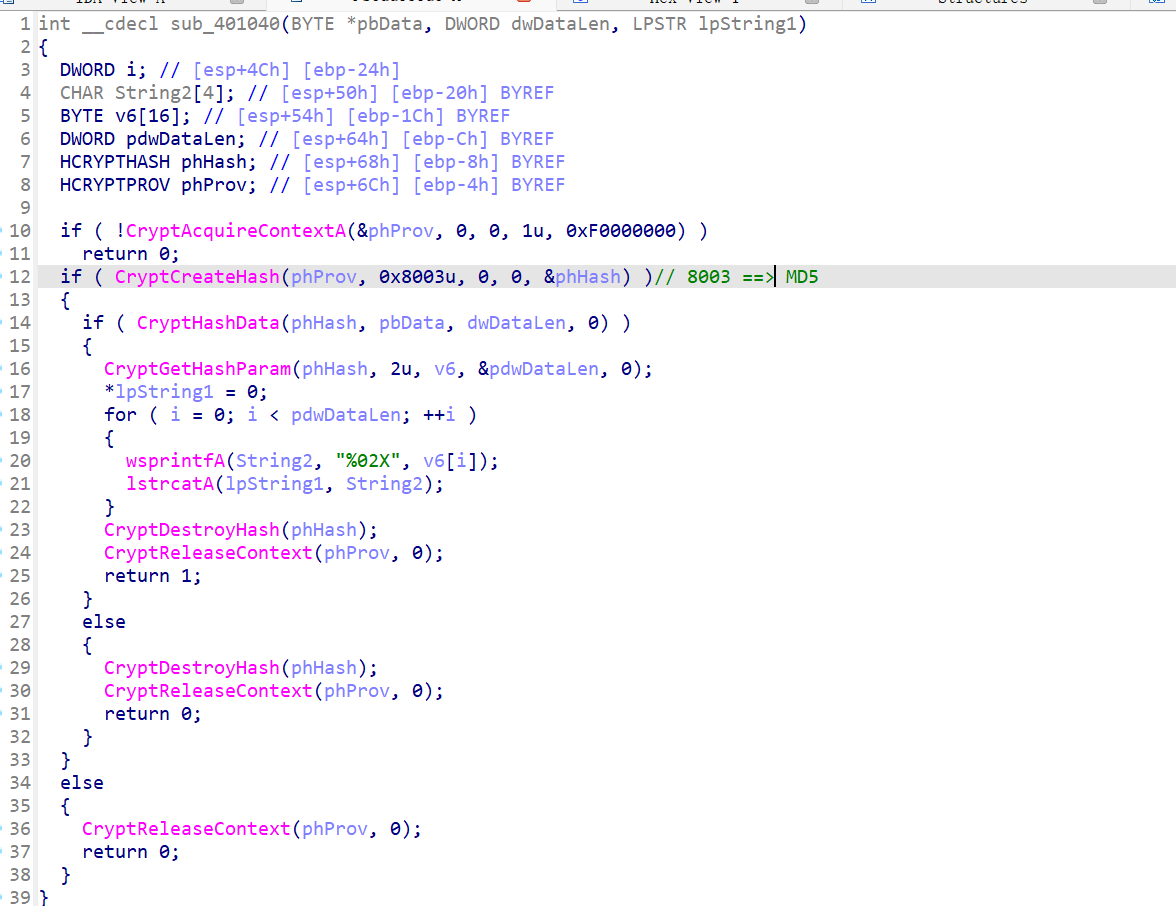 1 int __cdecl sub_401040(BYTE *pbData, DWORD dwDataLen, LPSTR lpString1)
2 {
3   DWORD i; // [esp+4Ch] [ebp-24h]
4   CHAR String2[4]; // [esp+50h] [ebp-20h] BYREF
5   BYTE v6[16]; // [esp+54h] [ebp-1Ch] BYREF
6   DWORD pdwDataLen; // [esp+64h] [ebp-Ch] BYREF
7   HCRYPTHASH phHash; // [esp+68h] [ebp-8h] BYREF
8   HCRYPTPROV phProv; // [esp+6Ch] [ebp-4h] BYREF
9
10   if ( !CryptAcquireContextA(&phProv, 0, 0, 1u, 0xF0000000) )
11     return 0;
12   if ( CryptCreateHash(phProv, 0x8003u, 0, 0, &phHash) )// 8003 ==> MD5
13   {
14     if ( CryptHashData(phHash, pbData, dwDataLen, 0) )
15     {
16       CryptGetHashParam(phHash, 2u, v6, &pdwDataLen, 0);
17       *lpString1 = 0;
18       for ( i = 0; i < pdwDataLen; ++i )
19       {
20         wsprintfA(String2, "%02X", v6[i]);
21         lstrcatA(lpString1, String2);
22       }
23       CryptDestroyHash(phHash);
24       CryptReleaseContext(phProv, 0);
25       return 1;
26     }
27     else
28     {
29       CryptDestroyHash(phHash);
30       CryptReleaseContext(phProv, 0);
31       return 0;
32     }
33   }
34   else
35   {
36     CryptReleaseContext(phProv, 0);
37     return 0;
38   }
39 }